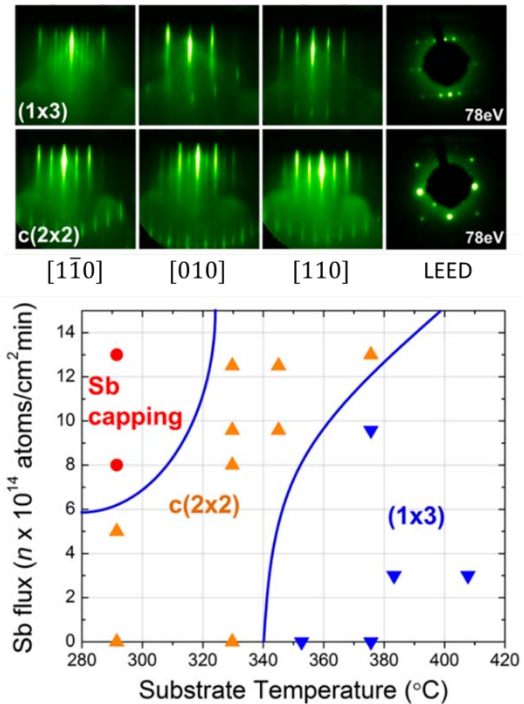 (1x3)
78eV
c(2x2)
78eV
[11̄0] [010] [110] LEED
Sb flux (n x 10¹⁴ atoms/cm²min)
14
12
10
8
6
4
2
0
Sb
capping
c(2x2)
(1x3)
280 300 320 340 360 380 400 420
Substrate Temperature (°C)